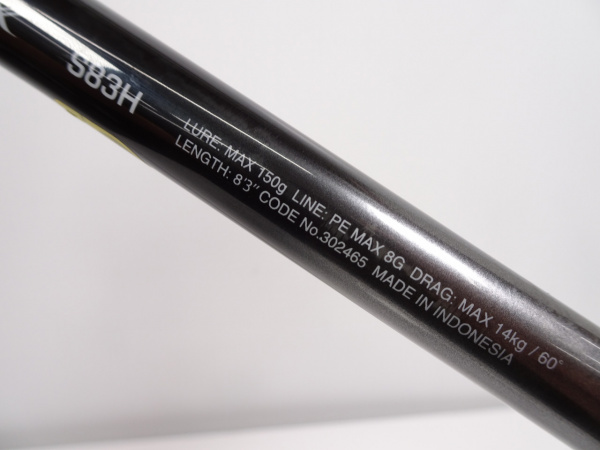 S83H
LURE: MAX 150g LINE: PE MAX 8G DRAG: MAX 14kg / 60°
LENGTH: 8'3" CODE No.302465 MADE IN INDONESIA